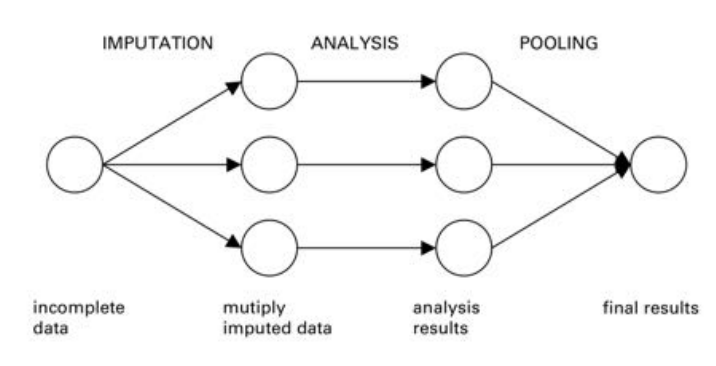 IMPUTATION ANALYSIS POOLING
incomplete data
mutiply imputed data
analysis results
final results